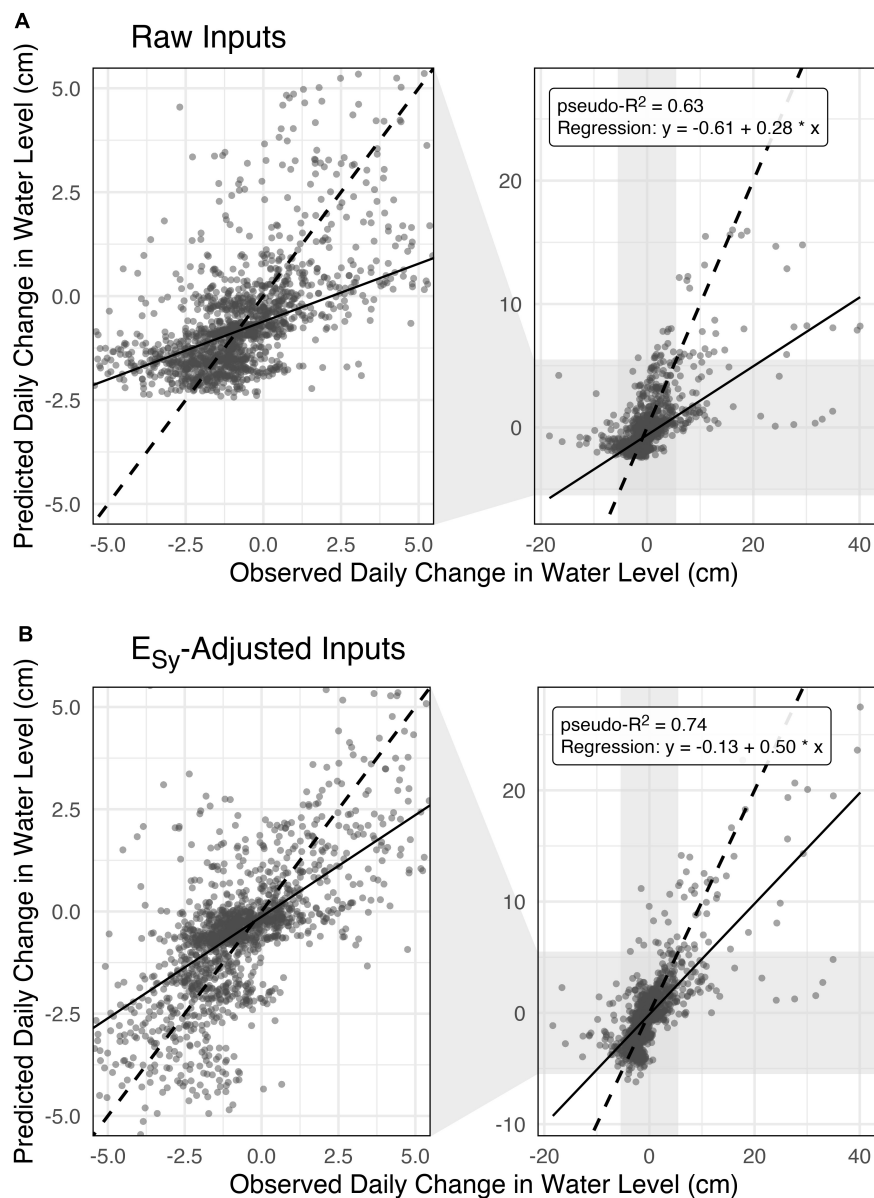 A
Raw Inputs
Predicted Daily Change in Water Level (cm)
5.0
2.5
0.0
-2.5
-5.0
-5.0 -2.5 0.0 2.5 5.0
pseudo-R² = 0.63
Regression: y = -0.61 + 0.28 * x
20
10
0
-20 0 20 40
Observed Daily Change in Water Level (cm)
B
E_Sy-Adjusted Inputs
Predicted Daily Change in Water Level (cm)
5.0
2.5
0.0
-2.5
-5.0
-5.0 -2.5 0.0 2.5 5.0
pseudo-R² = 0.74
Regression: y = -0.13 + 0.50 * x
20
10
0
-10
-20 0 20 40
Observed Daily Change in Water Level (cm)